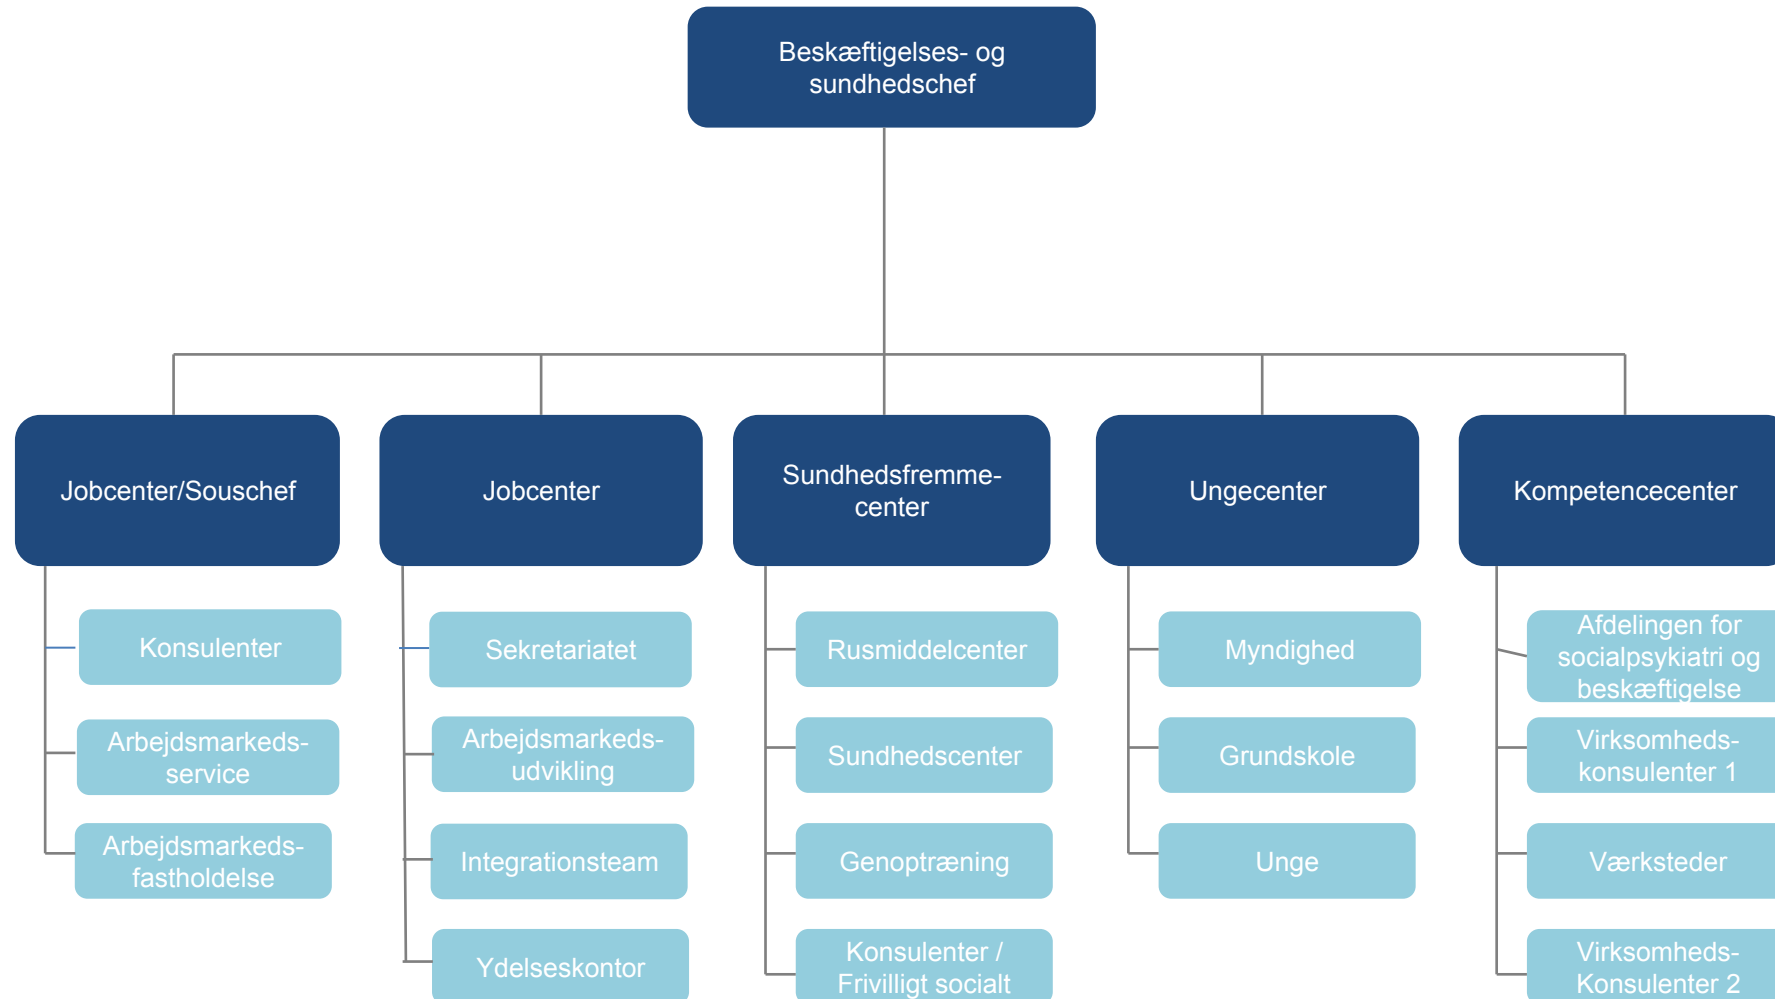 Beskæftigelses- og
sundhedschef
Jobcenter/Souschef
Jobcenter
Sundhedsfremme-
center
Ungecenter
Kompetencecenter
Konsulenter
Arbejdsmarkeds-
service
Arbejdsmarkeds-
fastholdelse
Sekretariatet
Arbejdsmarkeds-
udvikling
Integrationsteam
Ydelseskontor
Rusmiddelcenter
Sundhedscenter
Genoptræning
Konsulenter /
Frivilligt socialt
Myndighed
Grundskole
Unge
Afdelingen for
socialpsykiatri og
beskæftigelse
Virksomheds-
konsulenter 1
Værksteder
Virksomheds-
Konsulenter 2